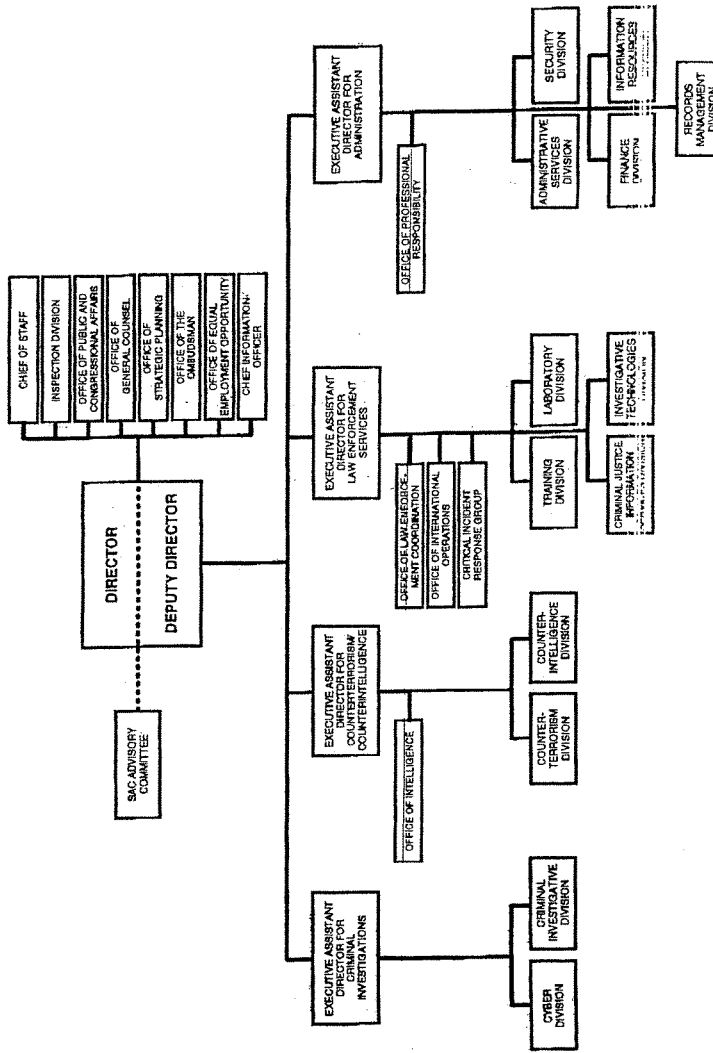 CHIEF OF STAFF
INSPECTION DIVISION
OFFICE OF PUBLIC AND
CONGRESSIONAL AFFAIRS
OFFICE OF
GENERAL COUNSEL
OFFICE OF
STRATEGIC PLANNING
OFFICE OF THE
OMBUDSMAN
OFFICE OF EQUAL
EMPLOYMENT OPPORTUNITY
CHIEF INFORMATION
OFFICER
DIRECTOR
DEPUTY DIRECTOR
SAC ADVISORY
COMMITTEE
EXECUTIVE ASSISTANT
DIRECTOR FOR
CRIMINAL
INVESTIGATIONS
EXECUTIVE ASSISTANT
DIRECTOR FOR
COUNTERTERRORISM/
COUNTERINTELLIGENCE
EXECUTIVE ASSISTANT
DIRECTOR FOR
LAW ENFORCEMENT
SERVICES
EXECUTIVE ASSISTANT
DIRECTOR FOR
ADMINISTRATION
OFFICE OF INTELLIGENCE
OFFICE OF LAW ENFORCE-
MENT COORDINATION
OFFICE OF INTERNATIONAL
OPERATIONS
CRITICAL INCIDENT
RESPONSE GROUP
OFFICE OF PROFESSIONAL
RESPONSIBILITY
CYBER
DIVISION
CRIMINAL
INVESTIGATIVE
DIVISION
COUNTER-
TERRORISM
DIVISION
COUNTER-
INTELLIGENCE
DIVISION
TRAINING
DIVISION
LABORATORY
DIVISION
ADMINISTRATIVE
SERVICES
DIVISION
SECURITY
DIVISION
CRIMINAL JUSTICE
INFORMATION
INVESTIGATIVE
TECHNOLOGIES
FINANCE
DIVISION
INFORMATION
RESOURCES
RECORDS
MANAGEMENT
DIVISION